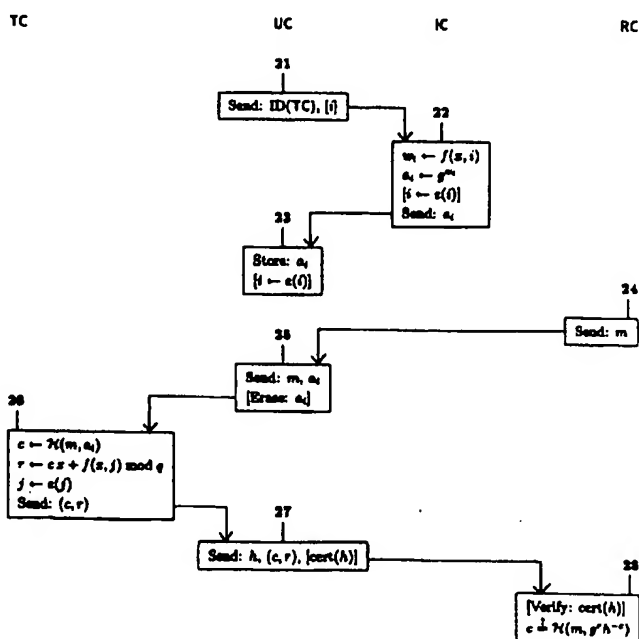 TC UC IC RC
21
Send: ID(TC), [i]
22
wᵢ ← f(x, i)
aᵢ ← g^wᵢ
[i ← ε(i)]
Send: aᵢ
23
Store: aᵢ
[i ← ε(i)]
24
Send: m
25
Send: m, aᵢ
[Erase: aᵢ]
26
c ← ℋ(m, aᵢ)
r ← cx + f(x, j) mod q
j ← ε(j)
Send: (c, r)
27
Send: h, (c, r), [cert(h)]
28
[Verify: cert(h)]
c ≟ ℋ(m, gʳh⁻ᶜ)